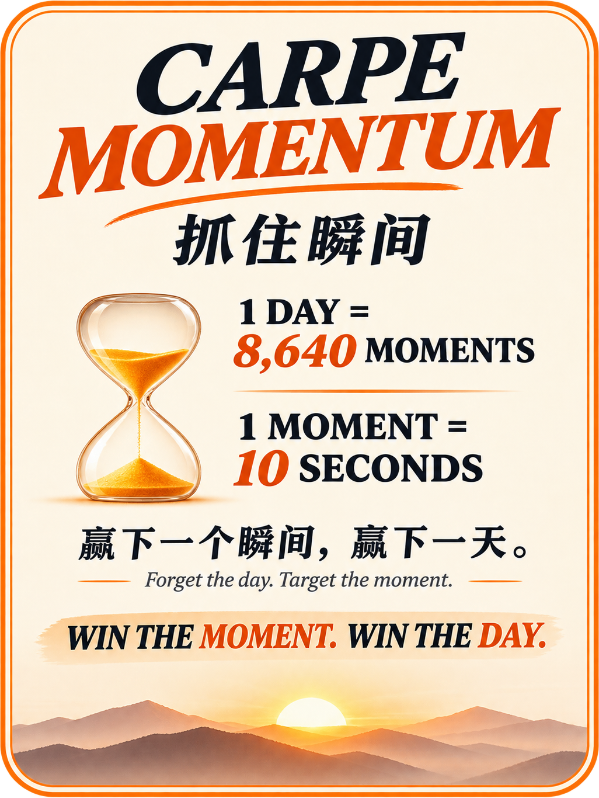 CARPE
MOMENTUM
抓住瞬间
1 DAY =
8,640 MOMENTS
1 MOMENT =
10 SECONDS
赢下一个瞬间，赢下一天。
Forget the day. Target the moment.
WIN THE MOMENT. WIN THE DAY.